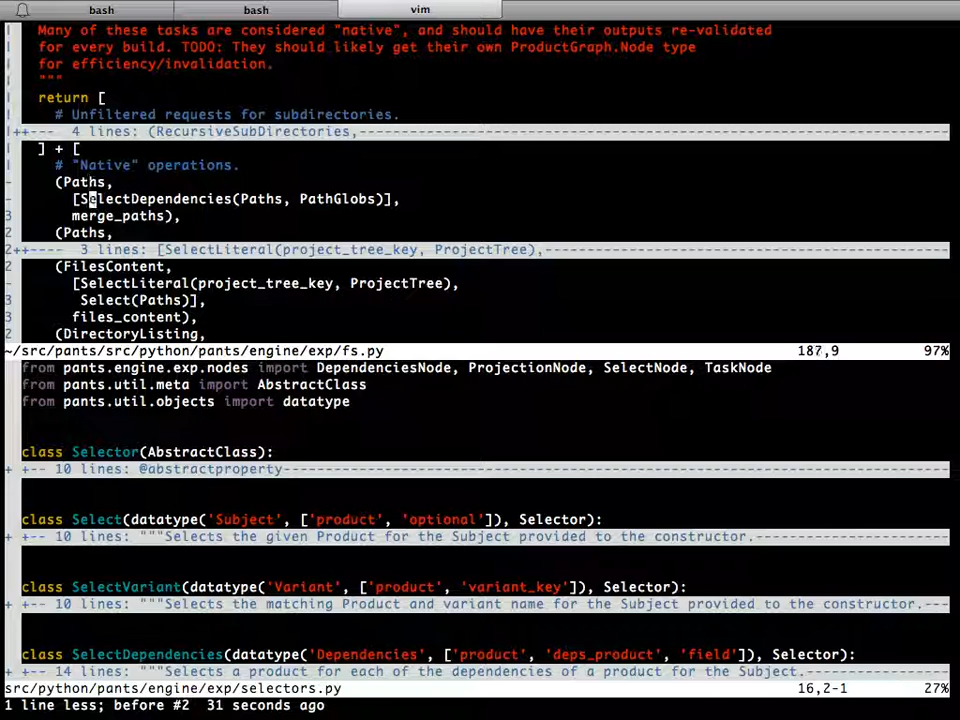 bash bash vim
Many of these tasks are considered "native", and should have their outputs re-validated
for every build. TODO: They should likely get their own ProductGraph.Node type
for efficiency/invalidation.
"""
return [
# Unfiltered requests for subdirectories.
++---- 4 lines: (RecursiveSubDirectories,
] + [
# "Native" operations.
- (Paths,
- [SelectDependencies(Paths, PathGlobs)],
3 merge_paths),
2 (Paths,
2++---- 3 lines: [SelectLiteral(project_tree_key, ProjectTree),
2 (FilesContent,
- [SelectLiteral(project_tree_key, ProjectTree),
3 Select(Paths)],
3 files_content),
2 (DirectoryListing,
~/src/pants/src/python/pants/engine/exp/fs.py 187,9 97%
from pants.engine.exp.nodes import DependenciesNode, ProjectionNode, SelectNode, TaskNode
from pants.util.meta import AbstractClass
from pants.util.objects import datatype
class Selector(AbstractClass):
+ +-- 10 lines: @abstractproperty
class Select(datatype('Subject', ['product', 'optional']), Selector):
+ +-- 10 lines: """Selects the given Product for the Subject provided to the constructor.
class SelectVariant(datatype('Variant', ['product', 'variant_key']), Selector):
+ +-- 10 lines: """Selects the matching Product and variant name for the Subject provided to the constructor.
class SelectDependencies(datatype('Dependencies', ['product', 'deps_product', 'field']), Selector):
+ +-- 14 lines: """Selects a product for each of the dependencies of a product for the Subject.
src/python/pants/engine/exp/selectors.py 16,2-1 27%
1 line less; before #2 31 seconds ago